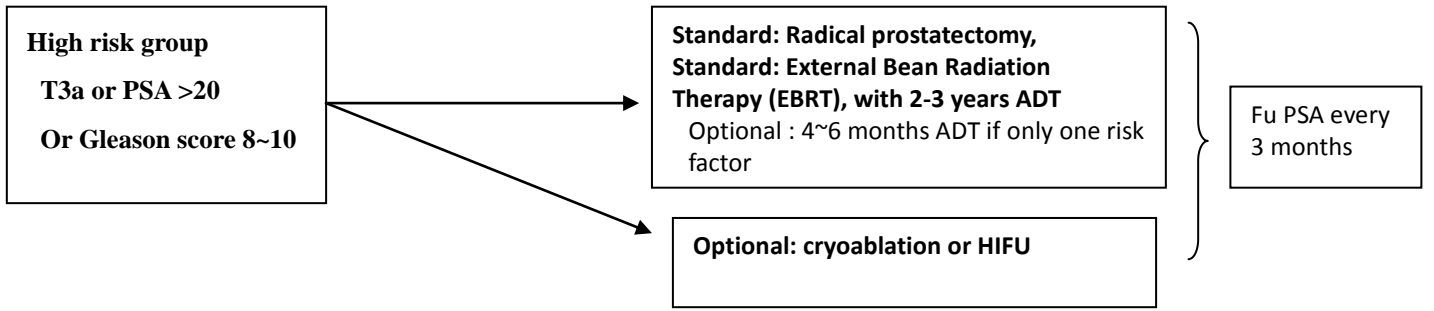 High risk group
T3a or PSA >20
Or Gleason score 8~10
Standard: Radical prostatectomy,
Standard: External Bean Radiation
Therapy (EBRT), with 2-3 years ADT
Optional : 4~6 months ADT if only one risk
factor
Optional: cryoablation or HIFU
Fu PSA every
3 months